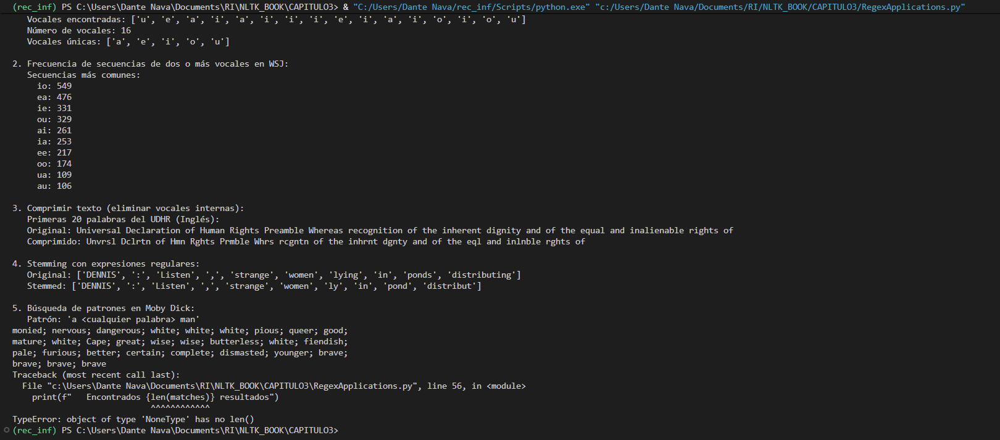 (rec_inf) PS C:\Users\Dante Nava\Documents\RI\NLTK_BOOK\CAPITULO3> & "C:/Users/Dante Nava/rec_inf/Scripts/python.exe" "c:/Users/Dante Nava/Documents/RI/NLTK_BOOK/CAPITULO3/RegexApplications.py"
   Vocales encontradas: ['u', 'e', 'a', 'i', 'a', 'i', 'i', 'i', 'e', 'i', 'a', 'i', 'o', 'i', 'o', 'u']
   Número de vocales: 16
   Vocales únicas: ['a', 'e', 'i', 'o', 'u']

2. Frecuencia de secuencias de dos o más vocales en WSJ:
   Secuencias más comunes:
     io: 549
     ea: 476
     ie: 331
     ou: 329
     ai: 261
     ia: 253
     ee: 217
     oo: 174
     ua: 109
     au: 106

3. Comprimir texto (eliminar vocales internas):
   Primeras 20 palabras del UDHR (Inglés):
   Original: Universal Declaration of Human Rights Preamble Whereas recognition of the inherent dignity and of the equal and inalienable rights of
   Comprimido: Unvrsl Dclrtn of Hmn Rghts Prmble Whrs rcgntn of the inhrnt dgnty and of the eql and inlnble rghts of

4. Stemming con expresiones regulares:
   Original: ['DENNIS', ':', 'Listen', ',', 'strange', 'women', 'lying', 'in', 'ponds', 'distributing']
   Stemmed: ['DENNIS', ':', 'Listen', ',', 'strange', 'women', 'ly', 'in', 'pond', 'distribut']

5. Búsqueda de patrones en Moby Dick:
   Patrón: 'a <cualquier palabra> man'
monied; nervous; dangerous; white; white; white; pious; queer; good;
mature; white; Cape; great; wise; wise; butterless; white; fiendish;
pale; furious; better; certain; complete; dismasted; younger; brave;
brave; brave; brave
Traceback (most recent call last):
  File "c:\Users\Dante Nava\Documents\RI\NLTK_BOOK\CAPITULO3\RegexApplications.py", line 56, in <module>
    print(f"   Encontrados {len(matches)} resultados")
                            ^^^^^^^^^^^^
TypeError: object of type 'NoneType' has no len()
(rec_inf) PS C:\Users\Dante Nava\Documents\RI\NLTK_BOOK\CAPITULO3>